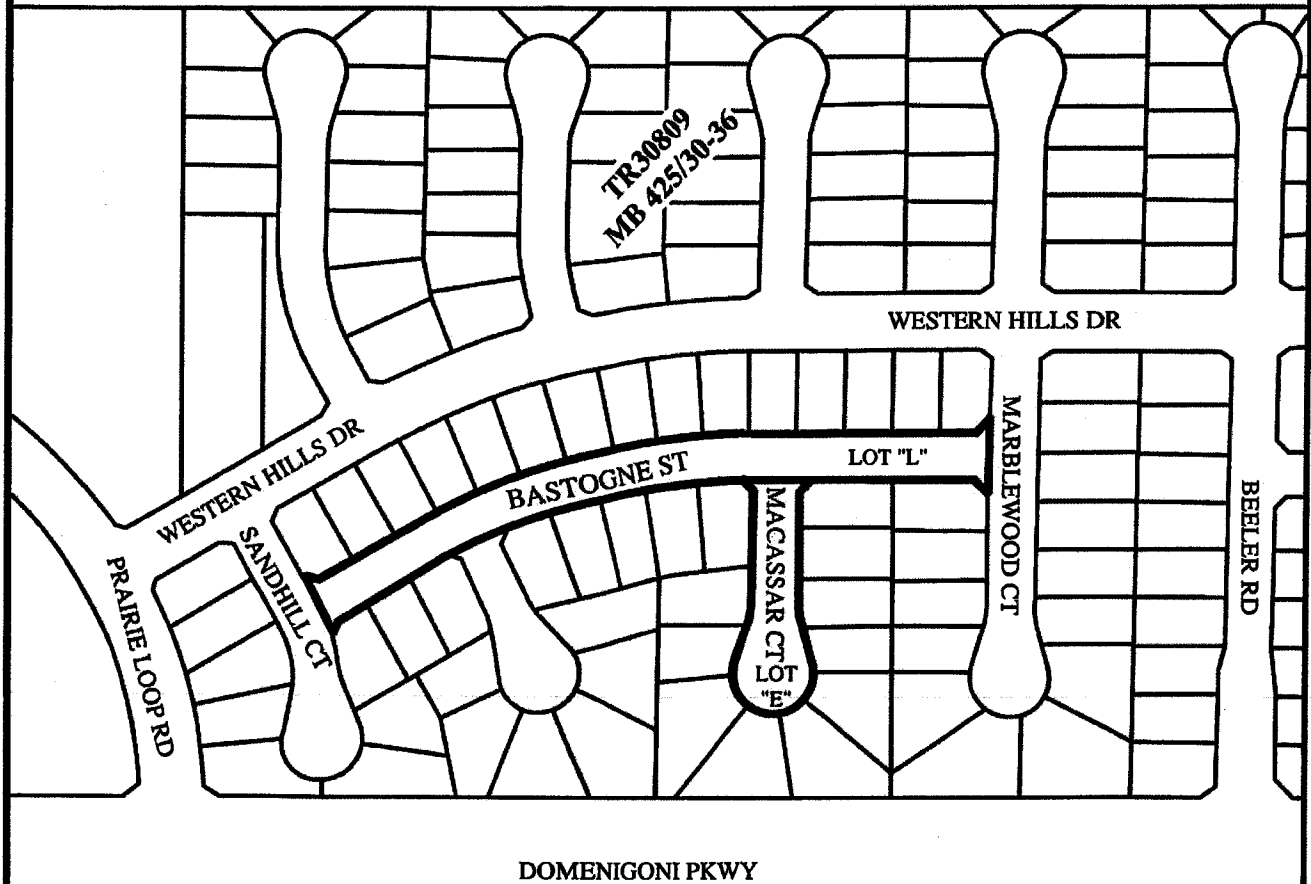 TR30809
MB 425/30-36
WESTERN HILLS DR
WESTERN HILLS DR
BASTOGNE ST
LOT "L"
MARBLEWOOD CT
MACASSAR CT
LOT
"E"
SANDHILL CT
PRAIRIE LOOP RD
BEELER RD
DOMENIGONI PKWY